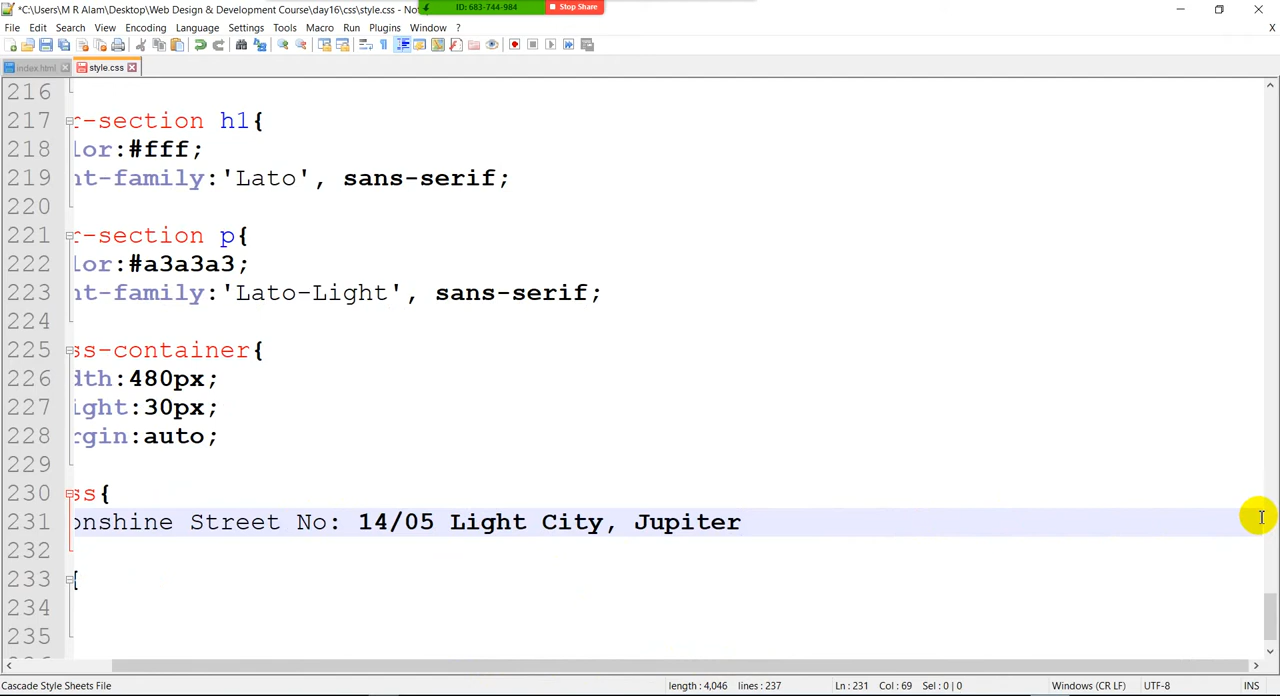 *C:\Users\M R Alam\Desktop\Web Design & Development Course\day16\css\style.css - Not
ID: 683-744-984
Stop Share
File Edit Search View Encoding Language Settings Tools Macro Run Plugins Window ?
X
index.html
style.css
216
217 r-section h1{
218 lor:#fff;
219 nt-family:'Lato', sans-serif;
220
221 r-section p{
222 lor:#a3a3a3;
223 nt-family:'Lato-Light', sans-serif;
224
225 ss-container{
226 dth:480px;
227 ight:30px;
228 rgin:auto;
229
230 ss{
231 onshine Street No: 14/05 Light City, Jupiter
232
233 {
234
235
Cascade Style Sheets File length : 4,046 lines : 237 Ln : 231 Col : 69 Sel : 0 | 0 Windows (CR LF) UTF-8 INS